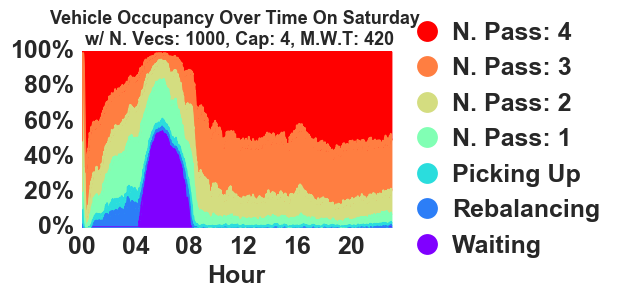 Vehicle Occupancy Over Time On Saturday
w/ N. Vecs: 1000, Cap: 4, M.W.T: 420
100%
80%
60%
40%
20%
0%
00 04 08 12 16 20
Hour
N. Pass: 4
N. Pass: 3
N. Pass: 2
N. Pass: 1
Picking Up
Rebalancing
Waiting